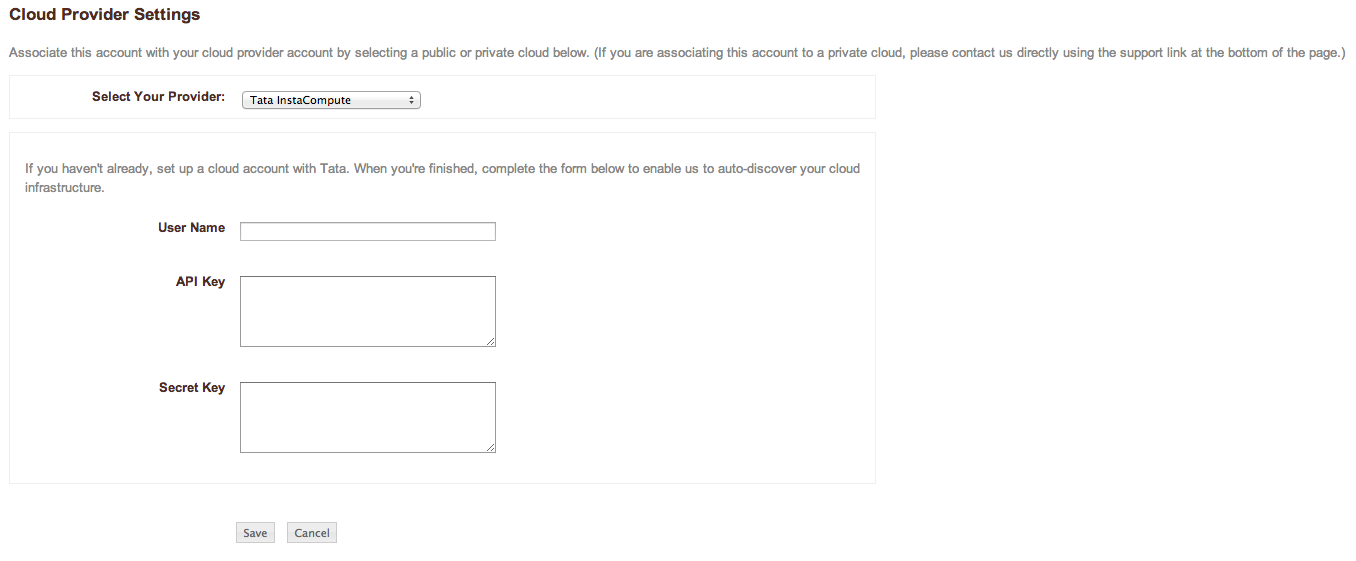 Cloud Provider Settings
Associate this account with your cloud provider account by selecting a public or private cloud below. (If you are associating this account to a private cloud, please contact us directly using the support link at the bottom of the page.)
Select Your Provider: Tata InstaCompute
If you haven't already, set up a cloud account with Tata. When you're finished, complete the form below to enable us to auto-discover your cloud
infrastructure.
User Name
API Key
Secret Key
Save Cancel